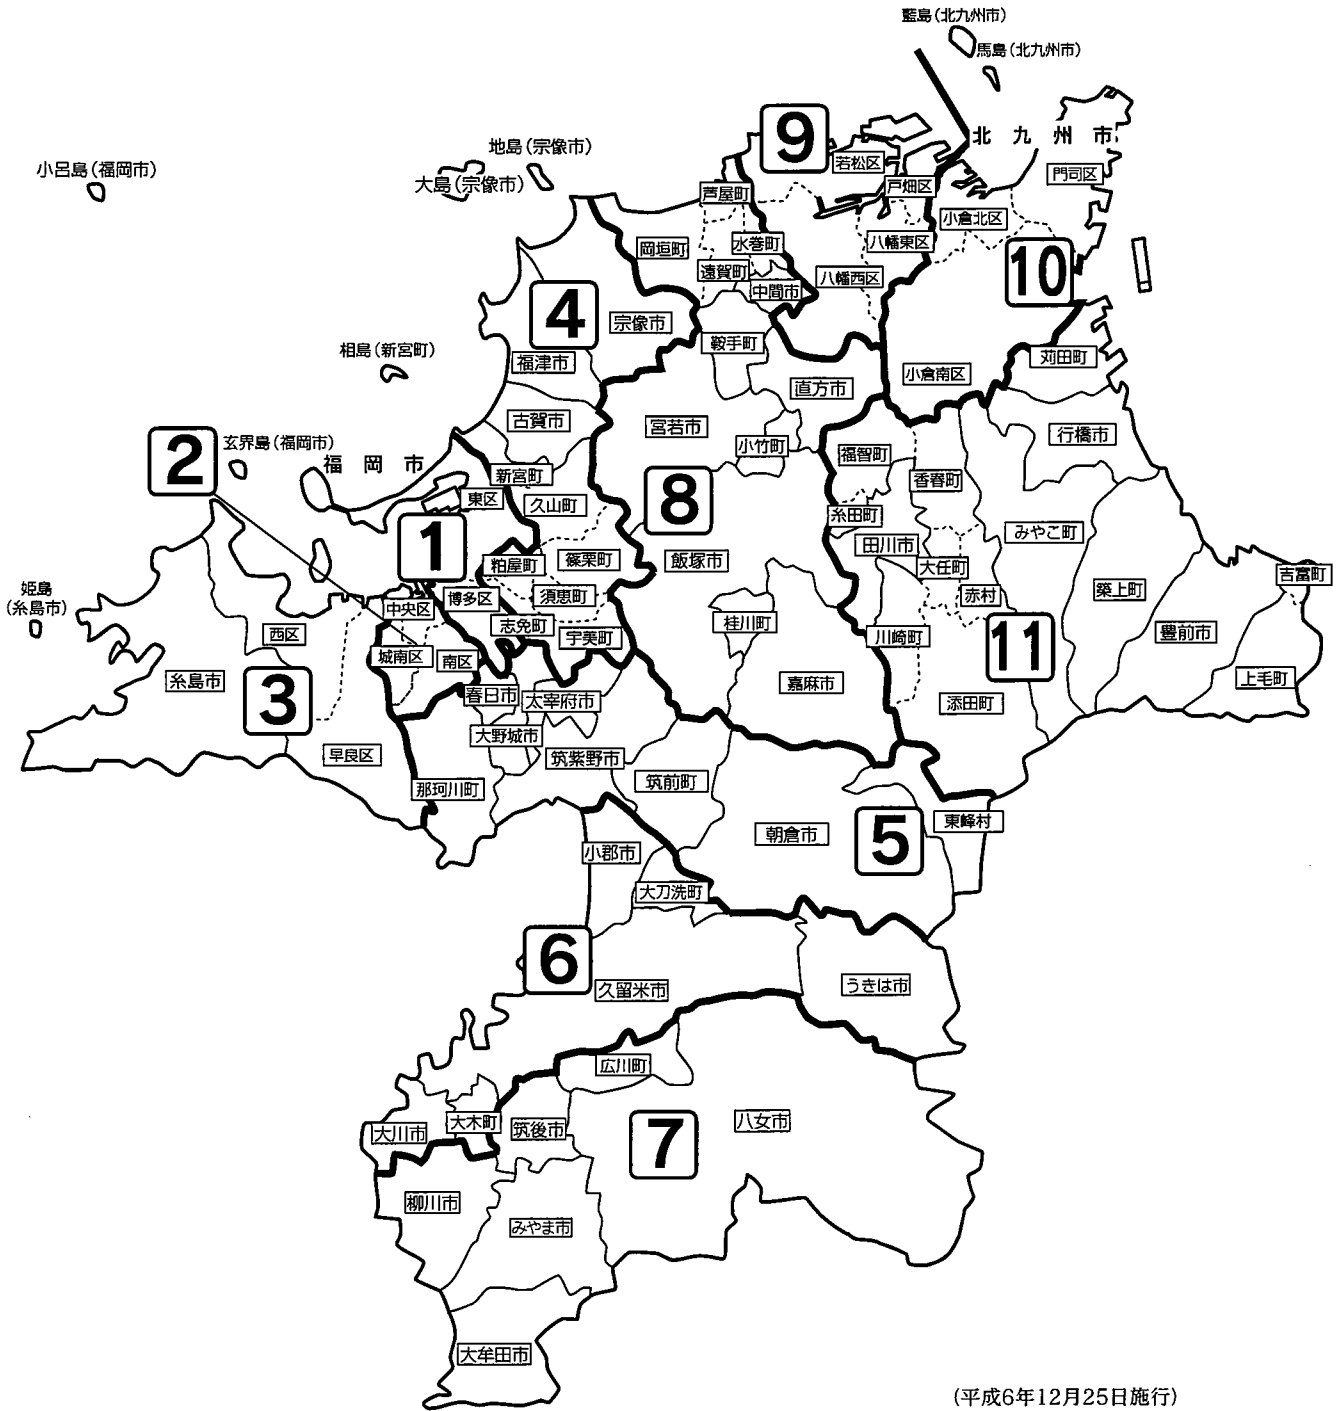 藍島(北九州市)
馬島(北九州市)
北九州市
9
若松区
門司区
地島(宗像市)
大島(宗像市)
小呂島(福岡市)
芦屋町
戸畑区
小倉北区
岡垣町
水巻町
八幡東区
遠賀町
八幡西区
10
中間市
4
宗像市
鞍手町
相島(新宮町)
福津市
苅田町
小倉南区
直方市
古賀市
宮若市
行橋市
小竹町
2
玄界島(福岡市)
福岡市
福智町
新宮町
香春町
東区
久山町
8
糸田町
みやこ町
1
田川市
粕屋町
篠栗町
飯塚市
大任町
吉富町
姫島
(糸島市)
築上町
中央区
博多区
須恵町
赤村
西区
志免町
桂川町
宇美町
川崎町
豊前市
11
城南区
南区
糸島市
嘉麻市
上毛町
3
春日市
太宰府市
添田町
大野城市
早良区
筑紫野市
那珂川町
筑前町
東峰村
朝倉市
5
小郡市
大刀洗町
6
久留米市
うきは市
広川町
大川市
大木町
筑後市
八女市
7
柳川市
みやま市
大牟田市
(平成6年12月25日施行)